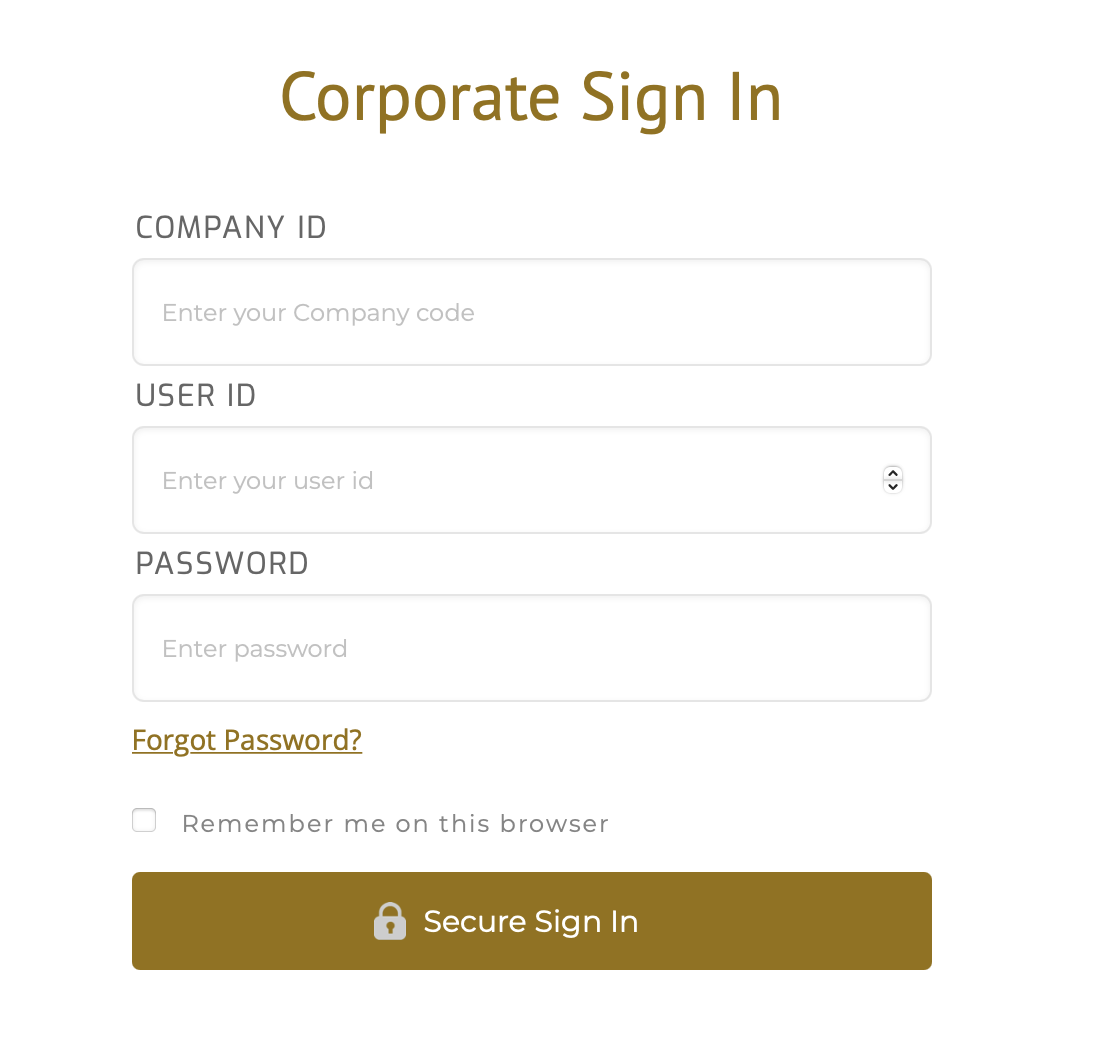 Corporate Sign In
COMPANY ID
Enter your Company code
USER ID
Enter your user id
PASSWORD
Enter password
Forgot Password?
Remember me on this browser
Secure Sign In